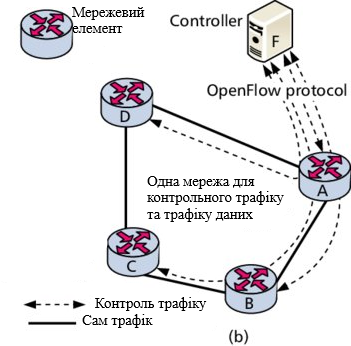 Мережевий
елемент
Controller
F
OpenFlow protocol
D
A
Одна мережа для
контрольного трафіку
та трафіку даних
C
B
Контроль трафіку
Сам трафік
(b)